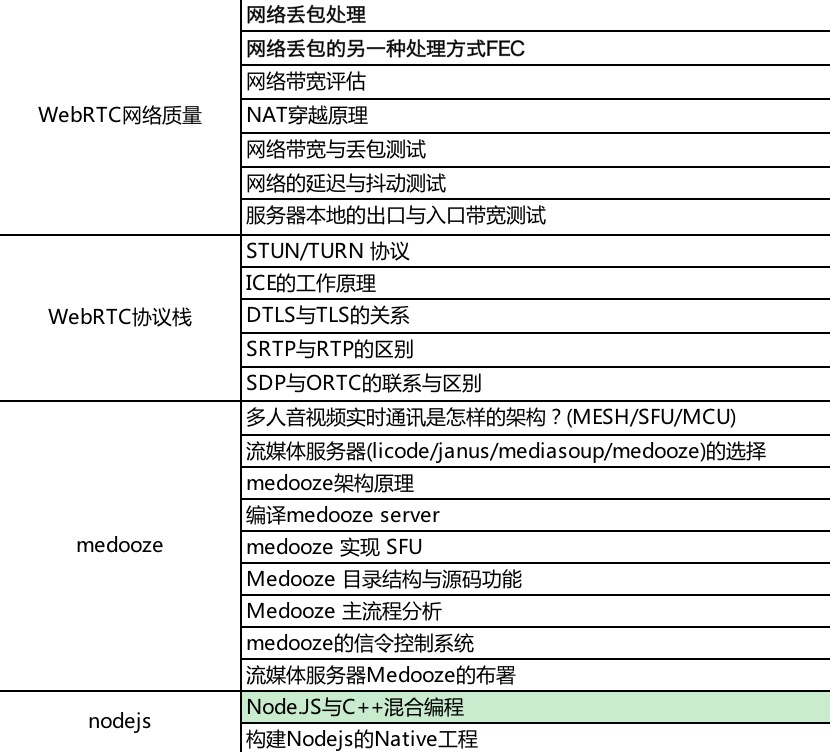 WebRTC网络质量
网络丢包处理
网络丢包的另一种处理方式FEC
网络带宽评估
NAT穿越原理
网络带宽与丢包测试
网络的延迟与抖动测试
服务器本地的出口与入口带宽测试
WebRTC协议栈
STUN/TURN 协议
ICE的工作原理
DTLS与TLS的关系
SRTP与RTP的区别
SDP与ORTC的联系与区别
medooze
多人音视频实时通讯是怎样的架构？(MESH/SFU/MCU)
流媒体服务器(licode/janus/mediasoup/medooze)的选择
medooze架构原理
编译medooze server
medooze 实现 SFU
Medooze 目录结构与源码功能
Medooze 主流程分析
medooze的信令控制系统
流媒体服务器Medooze的布署
nodejs
Node.JS与C++混合编程
构建Nodejs的Native工程